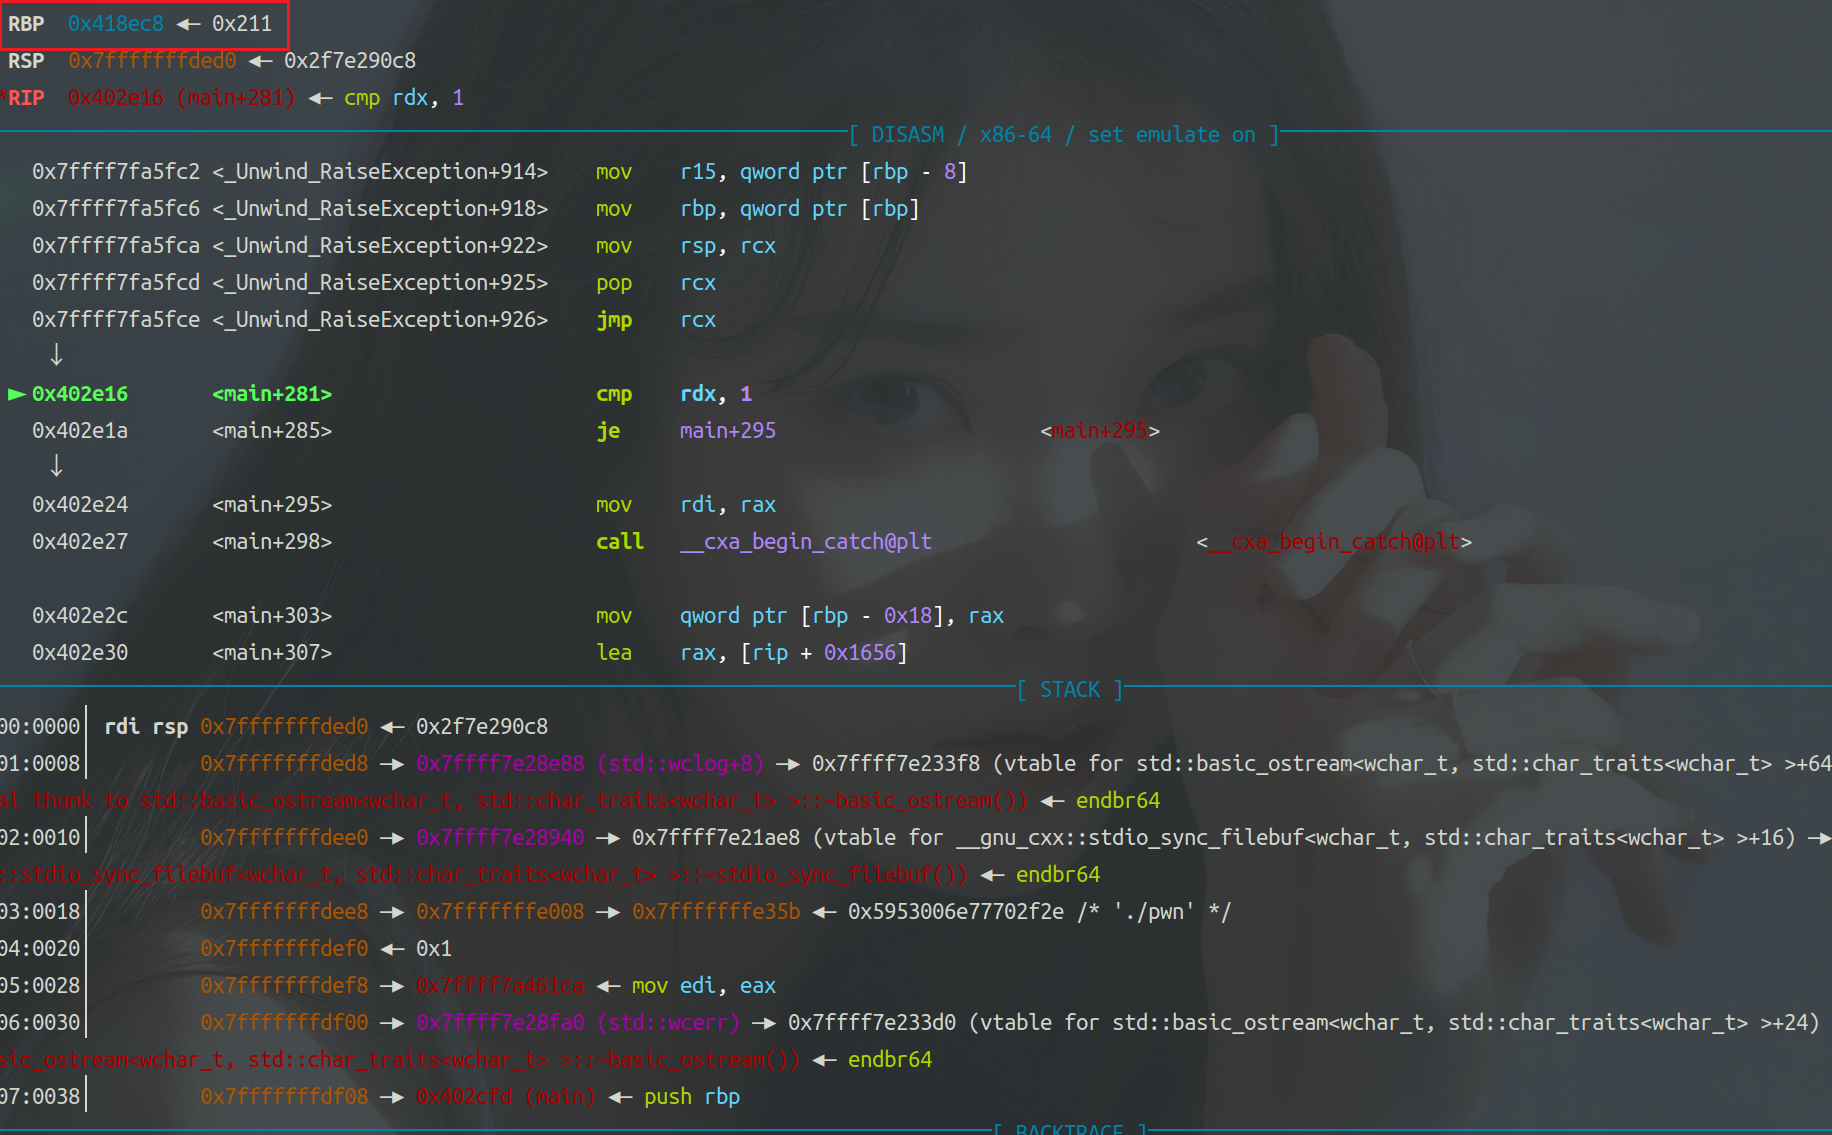 RBP  0x418ec8 ◂— 0x211
RSP  0x7fffffffded0 ◂— 0x2f7e290c8
*RIP  0x402e16 (main+281) ◂— cmp rdx, 1
[ DISASM / x86-64 / set emulate on ]
0x7ffff7fa5fc2 <_Unwind_RaiseException+914>    mov    r15, qword ptr [rbp - 8]
0x7ffff7fa5fc6 <_Unwind_RaiseException+918>    mov    rbp, qword ptr [rbp]
0x7ffff7fa5fca <_Unwind_RaiseException+922>    mov    rsp, rcx
0x7ffff7fa5fcd <_Unwind_RaiseException+925>    pop    rcx
0x7ffff7fa5fce <_Unwind_RaiseException+926>    jmp    rcx
↓
► 0x402e16       <main+281>                       cmp    rdx, 1
0x402e1a       <main+285>                       je     main+295                      <main+295>
↓
0x402e24       <main+295>                       mov    rdi, rax
0x402e27       <main+298>                       call   __cxa_begin_catch@plt                      <__cxa_begin_catch@plt>
0x402e2c       <main+303>                       mov    qword ptr [rbp - 0x18], rax
0x402e30       <main+307>                       lea    rax, [rip + 0x1656]
[ STACK ]
00:0000│ rdi rsp 0x7fffffffded0 ◂— 0x2f7e290c8
01:0008│         0x7fffffffded8 —▸ 0x7ffff7e28e88 (std::wclog+8) —▸ 0x7ffff7e233f8 (vtable for std::basic_ostream<wchar_t, std::char_traits<wchar_t> >+64
al thunk to std::basic_ostream<wchar_t, std::char_traits<wchar_t> >::~basic_ostream()) ◂— endbr64
02:0010│         0x7fffffffdee0 —▸ 0x7ffff7e28940 —▸ 0x7ffff7e21ae8 (vtable for __gnu_cxx::stdio_sync_filebuf<wchar_t, std::char_traits<wchar_t> >+16) —▸
::stdio_sync_filebuf<wchar_t, std::char_traits<wchar_t> >::~stdio_sync_filebuf()) ◂— endbr64
03:0018│         0x7fffffffdee8 —▸ 0x7fffffffe008 —▸ 0x7fffffffe35b ◂— 0x5953006e77702f2e /* './pwn' */
04:0020│         0x7fffffffdef0 ◂— 0x1
05:0028│         0x7fffffffdef8 —▸ 0x7ffff7a461ca ◂— mov edi, eax
06:0030│         0x7fffffffdf00 —▸ 0x7ffff7e28fa0 (std::wcerr) —▸ 0x7ffff7e233d0 (vtable for std::basic_ostream<wchar_t, std::char_traits<wchar_t> >+24)
sic_ostream<wchar_t, std::char_traits<wchar_t> >::~basic_ostream()) ◂— endbr64
07:0038│         0x7fffffffdf08 —▸ 0x402cfd (main) ◂— push rbp
[ BACKTRACE ]